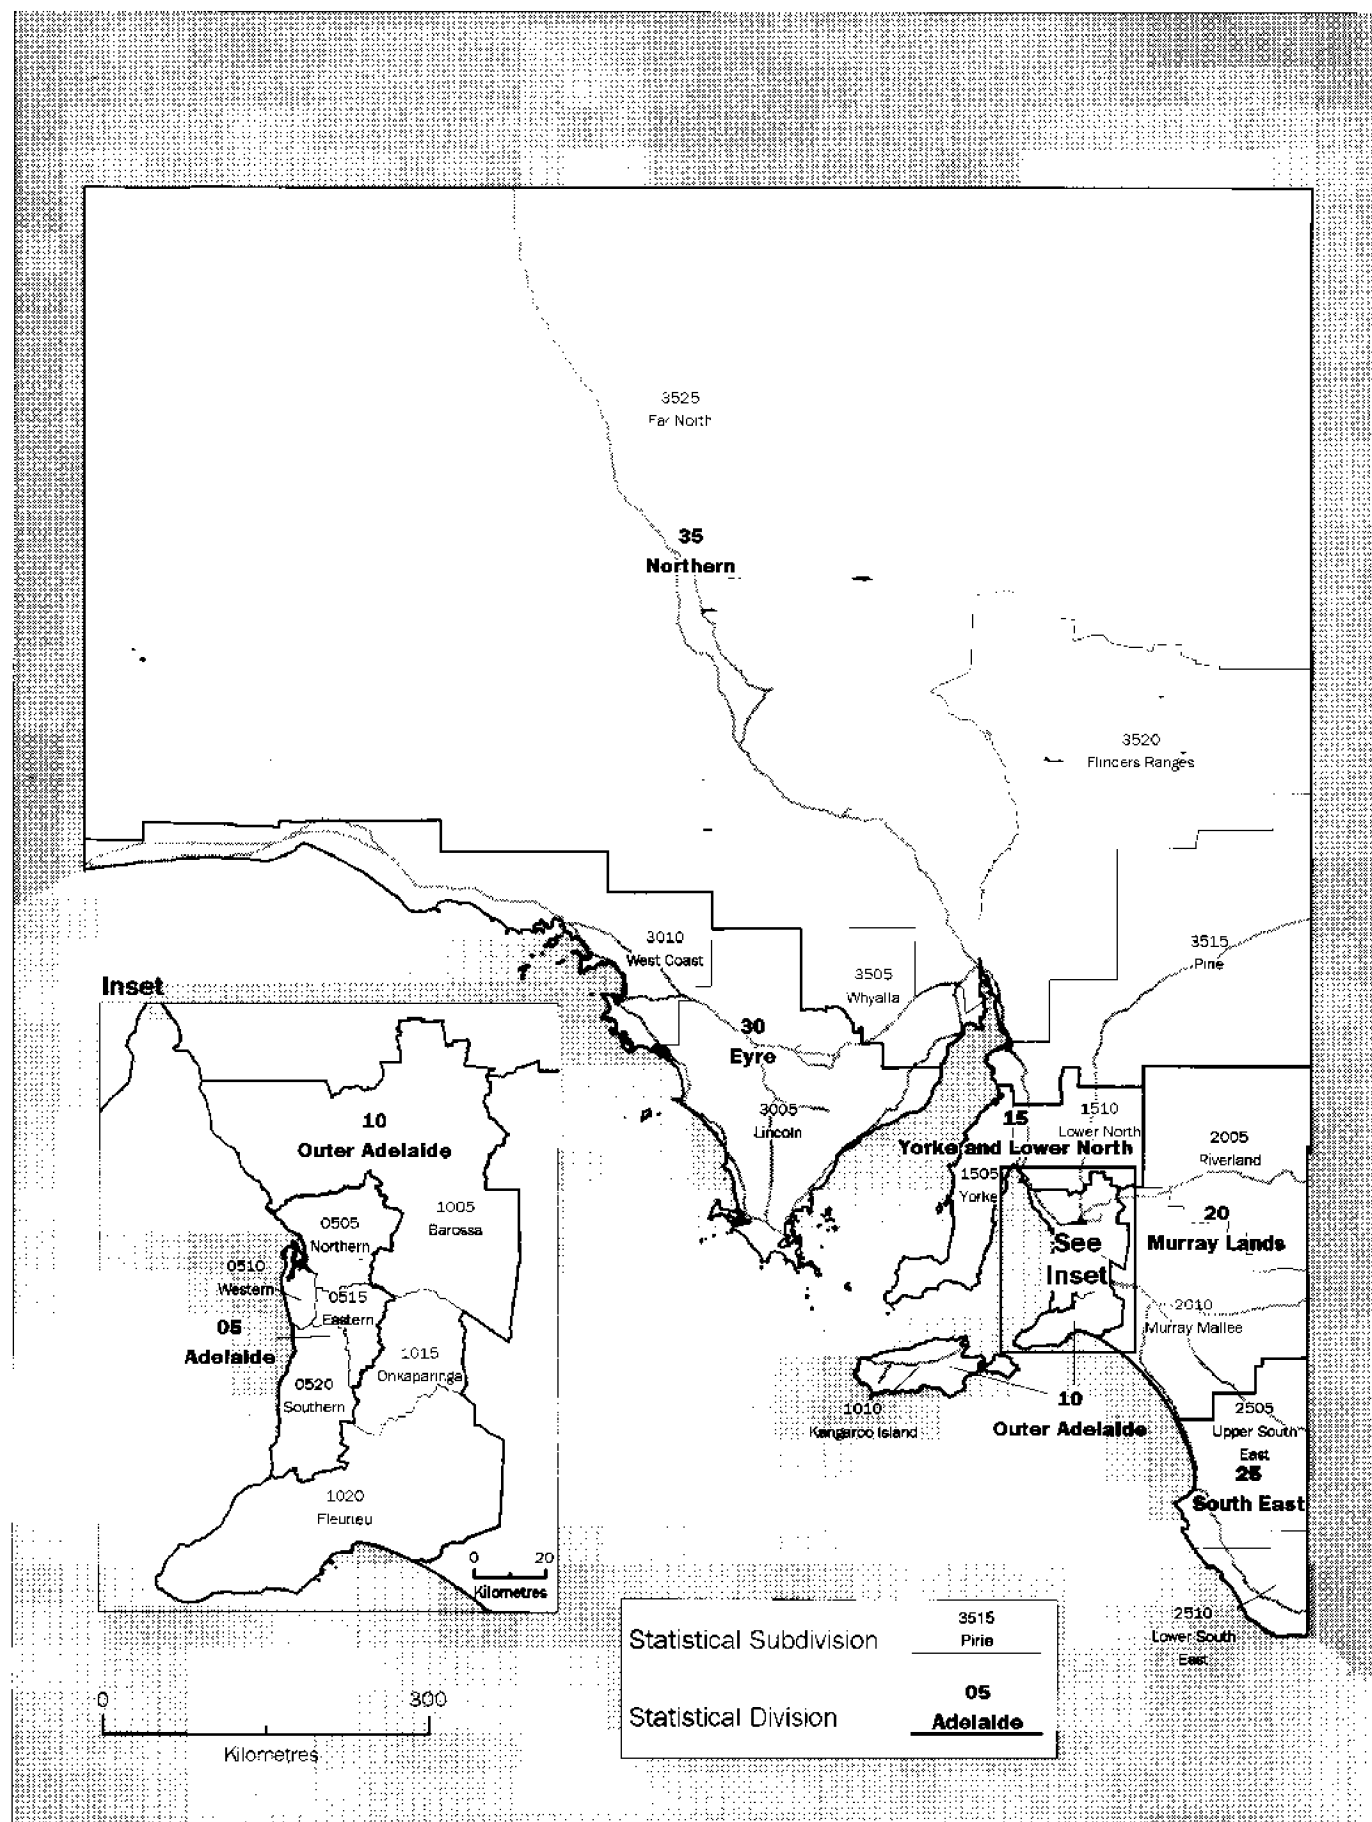 3525
Far North
35
Northern
3520
Flinders Ranges
3010
West Coast
3515
Pirie
3505
Whyalla
30
Eyre
3005
Lincoln
15
Yorke and Lower North
1510
Lower North
1505
Yorke
2005
Riverland
20
Murray Lands
See
Inset
2010
Murray Mallee
1010
Kangaroo Island
10
Outer Adelaide
2505
Upper South
East
25
South East
2510
Lower South
East
Inset
10
Outer Adelaide
1005
Barossa
0505
Northern
0510
Western
0515
Eastern
05
Adelaide
1015
Onkaparinga
0520
Southern
1020
Fleurieu
0 20
Kilometres
Statistical Subdivision
3515
Pirie
Statistical Division
05
Adelaide
0 300
Kilometres